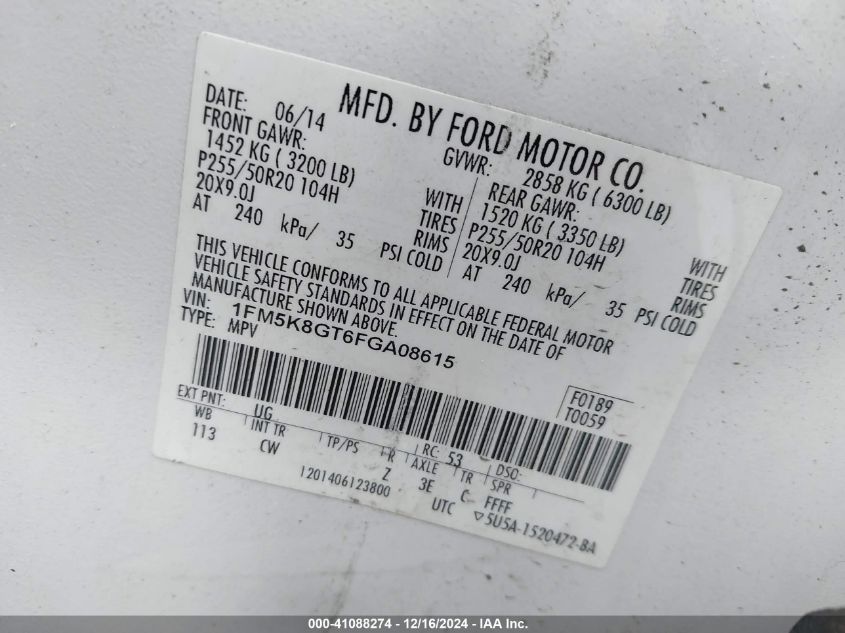 MFD. BY FORD MOTOR CO.
DATE: 06/14 GVWR: 2858 KG ( 6300 LB)
FRONT GAWR: REAR GAWR:
1452 KG ( 3200 LB) WITH 1520 KG ( 3350 LB) WITH
P255/50R20 104H TIRES P255/50R20 104H TIRES
20X9.0J RIMS 20X9.0J RIMS
AT 240 kPa/ 35 PSI COLD AT 240 kPa/ 35 PSI COLD
THIS VEHICLE CONFORMS TO ALL APPLICABLE FEDERAL MOTOR
VEHICLE SAFETY STANDARDS IN EFFECT ON THE DATE OF
MANUFACTURE SHOWN ABOVE.
VIN: 1FM5K8GT6FGA08615
TYPE: MPV
F0189
T0059
EXT PNT: UG RC: 53 DSO:
WB INT TR TP/PS R AXLE TR SPR
113 CW Z 3E C FFFF
1201406123800 UTC ▽5U5A-1520472-BA
000-41088274 - 12/16/2024 - IAA Inc.